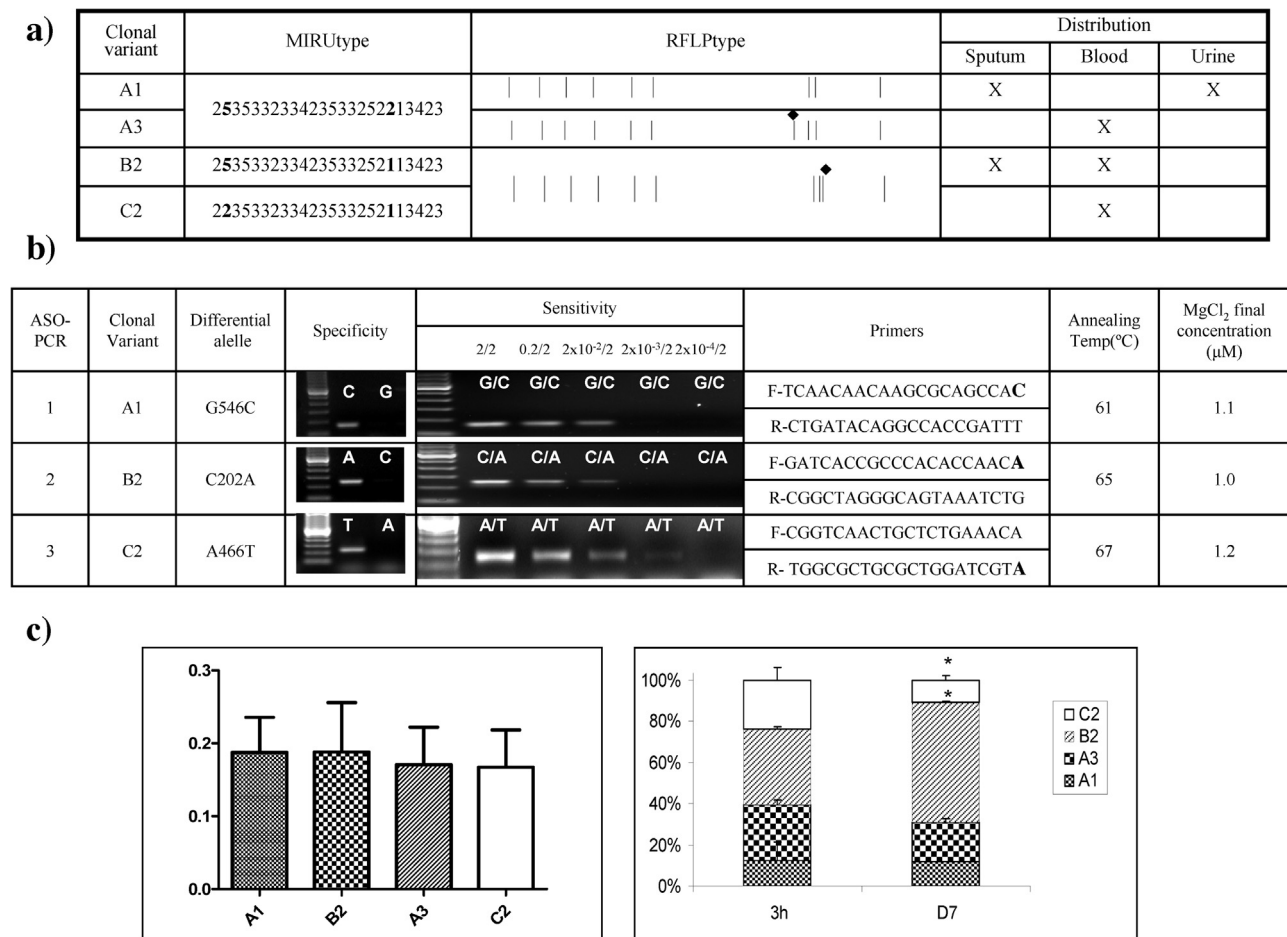 a)
Clonal variant
MIRUtype
RFLPtype
Distribution
Sputum
Blood
Urine
A1
253533233423533252213423
X
X
A3
X
B2
253533233423533252113423
X
X
C2
223533233423533252113423
X
b)
ASO-PCR
Clonal Variant
Differential alelle
Specificity
Sensitivity
2/2
0.2/2
2x10-2/2
2x10-3/2
2x10-4/2
Primers
Annealing Temp(ºC)
MgCl2 final concentration (µM)
1
A1
G546C
C
G
G/C
G/C
G/C
G/C
G/C
F-TCAACAACAAGCGCAGCCAC
R-CTGATACAGGCCACCGATTT
61
1.1
2
B2
C202A
A
C
C/A
C/A
C/A
C/A
C/A
F-GATCACCGCCCACACCAACA
R-CGGCTAGGGCAGTAAATCTG
65
1.0
3
C2
A466T
T
A
A/T
A/T
A/T
A/T
A/T
F-CGGTCAACTGCTCTGAAACA
R- TGGCGCTGCGCTGGATCGTA
67
1.2
c)
0.3
0.2
0.1
0.0
A1
B2
A3
C2
100%
80%
60%
40%
20%
0%
*
*
3h
D7
C2
B2
A3
A1